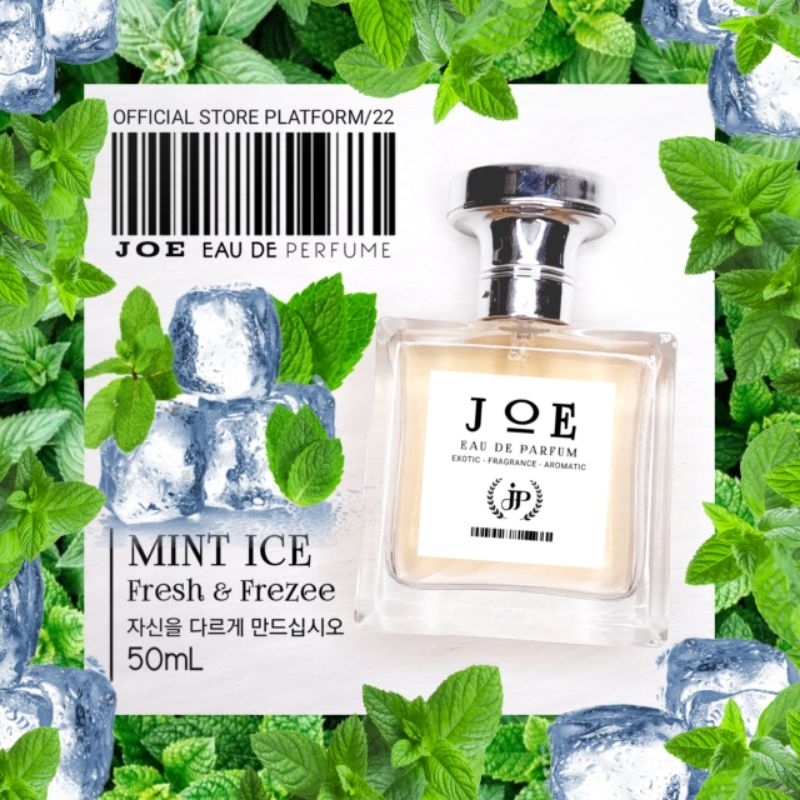 OFFICIAL STORE PLATFORM/22
JOE EAU DE PERFUME
JOE
EAU DE PARFUM
EXOTIC - FRAGRANCE - AROMATIC
JP
MINT ICE
Fresh & Frezee
자신을 다르게 만드십시오
50mL